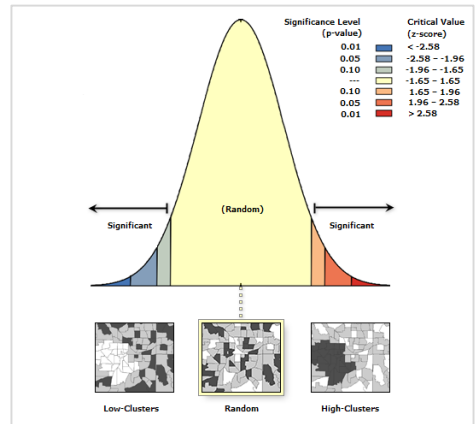 Significance Level Critical Value
(p-value) (z-score)
0.01 < -2.58
0.05 -2.58 – -1.96
0.10 -1.96 – -1.65
--- -1.65 – 1.65
0.10 1.65 – 1.96
0.05 1.96 – 2.58
0.01 > 2.58
(Random)
Significant Significant
Low-Clusters Random High-Clusters